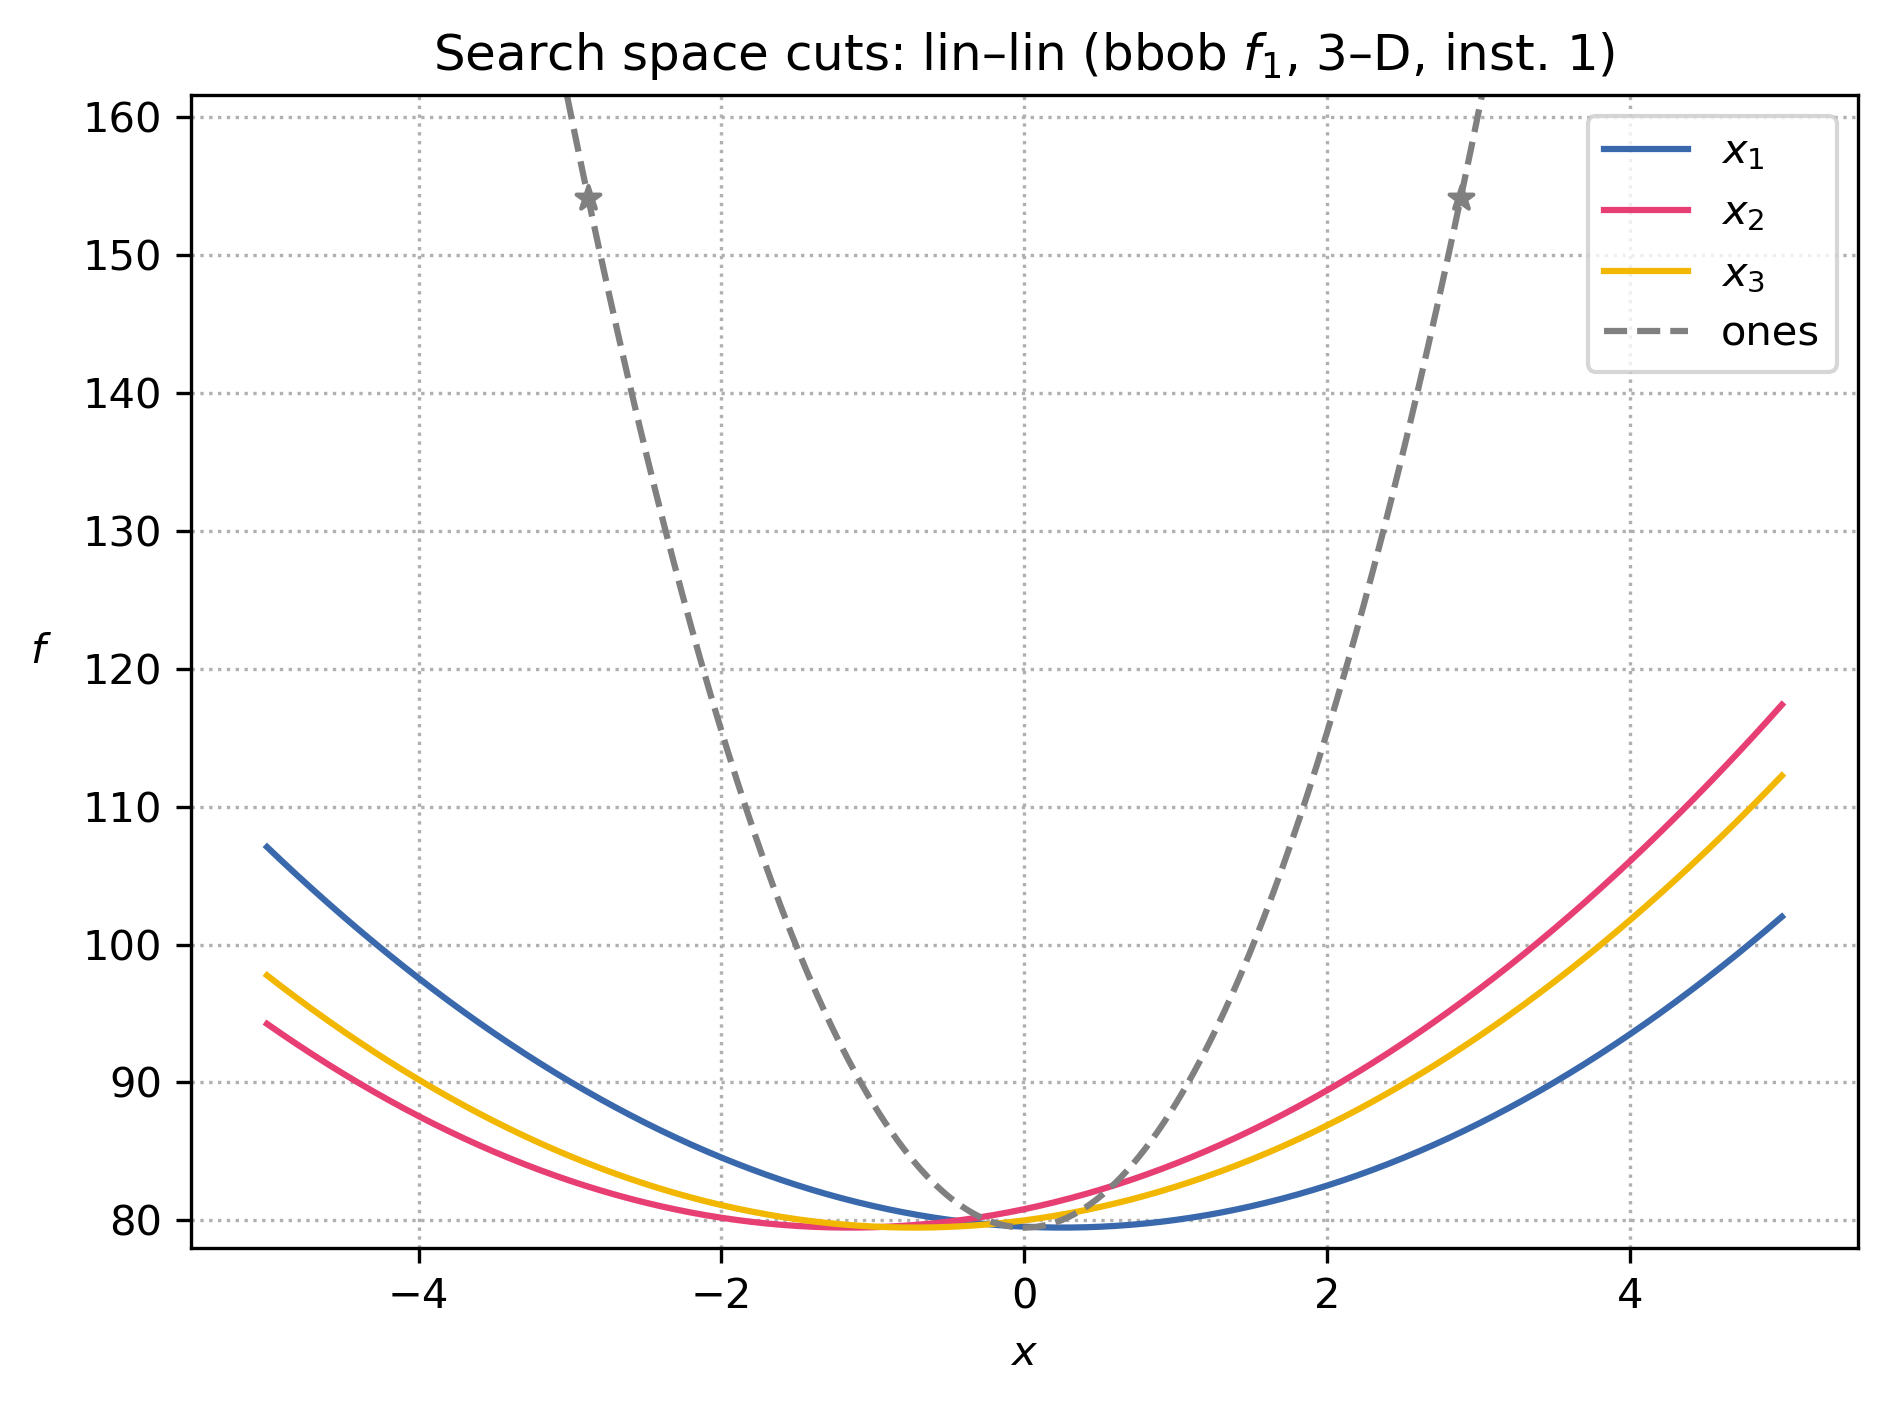 Search space cuts: lin–lin (bbob f₁, 3–D, inst. 1)
160
150
140
130
120
110
100
90
80
f
x₁
x₂
x₃
ones
−4
−2
0
2
4
x